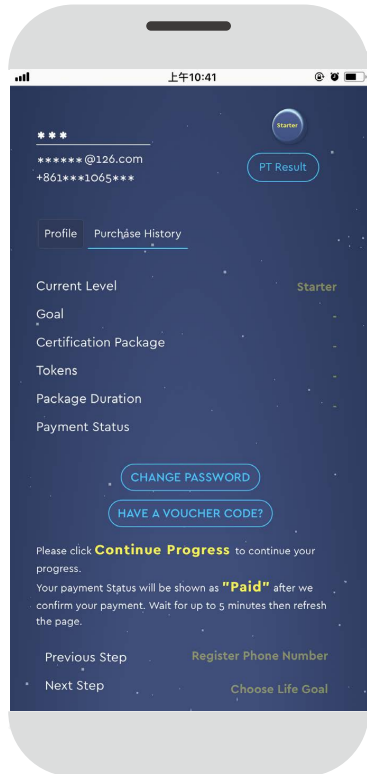 上午10:41
Starter
***
******@126.com
+861***1065***
PT Result
Profile Purchase History
Current Level Starter
Goal -
Certification Package -
Tokens -
Package Duration -
Payment Status
CHANGE PASSWORD
HAVE A VOUCHER CODE?
Please click Continue Progress to continue your
progress.
Your payment Status will be shown as "Paid" after we
confirm your payment. Wait for up to 5 minutes then refresh
the page.
Previous Step Register Phone Number
Next Step Choose Life Goal